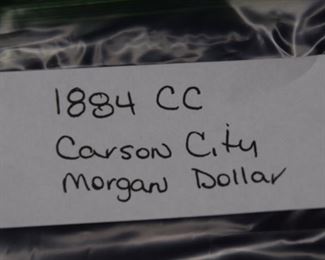 1884 CC
Carson City
Morgan Dollar